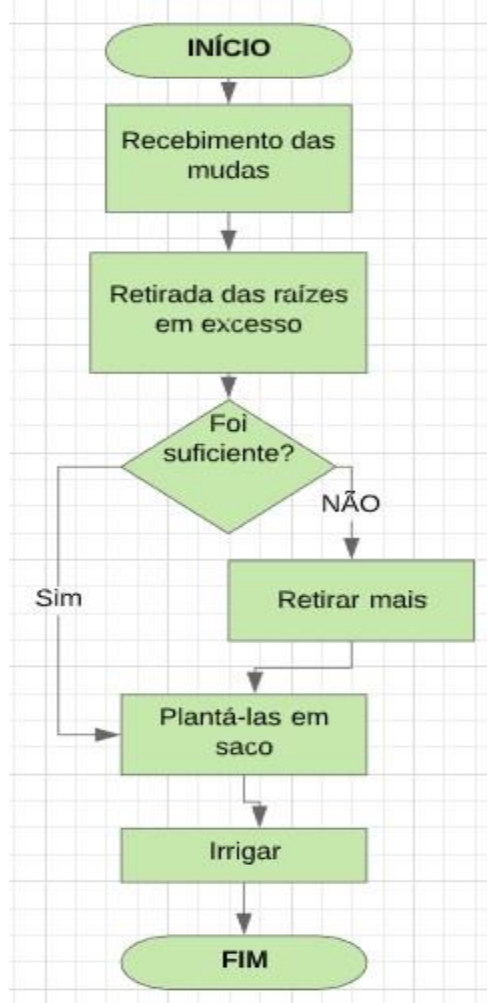 INÍCIO
Recebimento das
mudas
Retirada das raízes
em excesso
Foi
suficiente?
NÃO
Sim
Retirar mais
Plantá-las em
saco
Irrigar
FIM